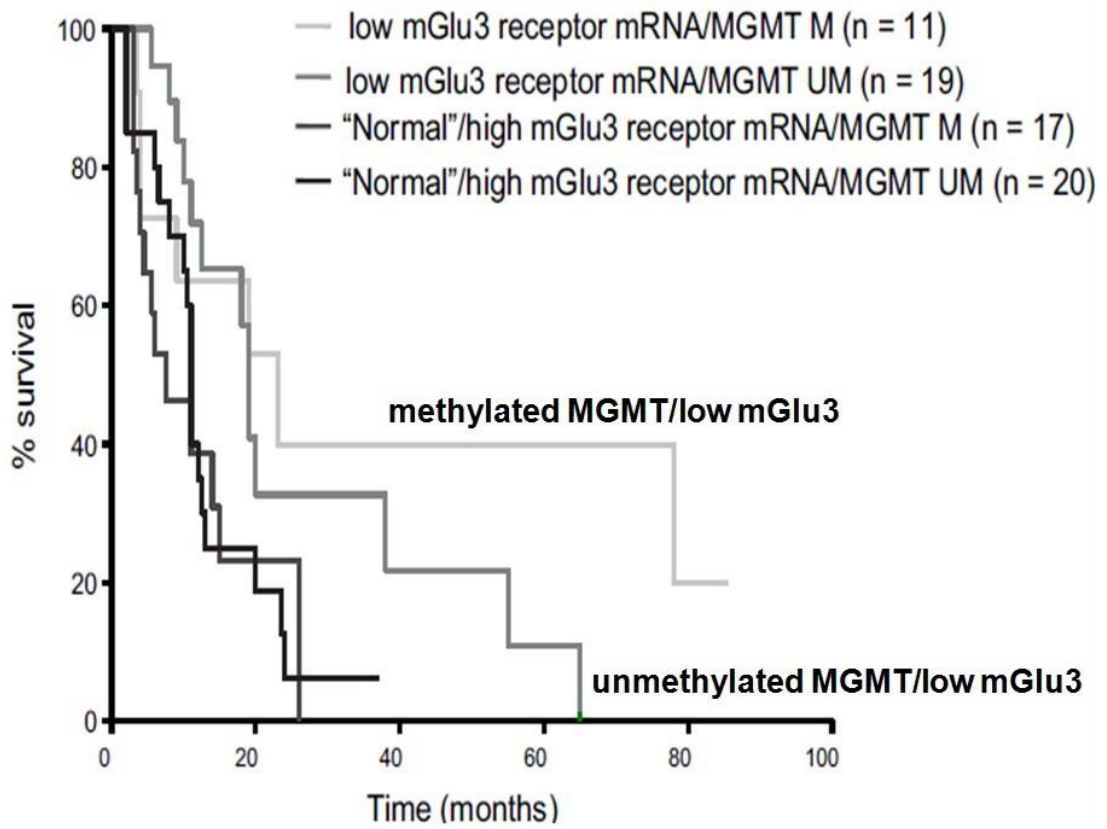 low mGlu3 receptor mRNA/MGMT M (n = 11)
low mGlu3 receptor mRNA/MGMT UM (n = 19)
“Normal”/high mGlu3 receptor mRNA/MGMT M (n = 17)
“Normal”/high mGlu3 receptor mRNA/MGMT UM (n = 20)
100
80
60
40
20
0
% survival
methylated MGMT/low mGlu3
unmethylated MGMT/low mGlu3
0 20 40 60 80 100
Time (months)